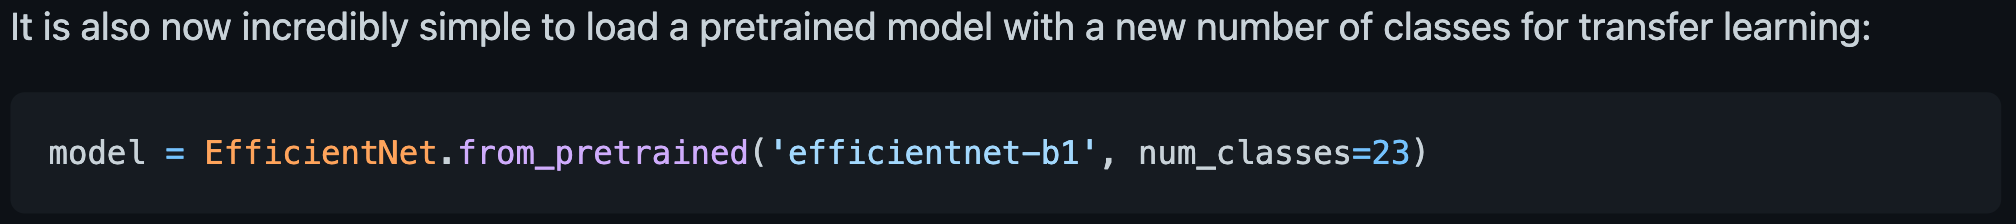 It is also now incredibly simple to load a pretrained model with a new number of classes for transfer learning:
model = EfficientNet.from_pretrained('efficientnet-b1', num_classes=23)